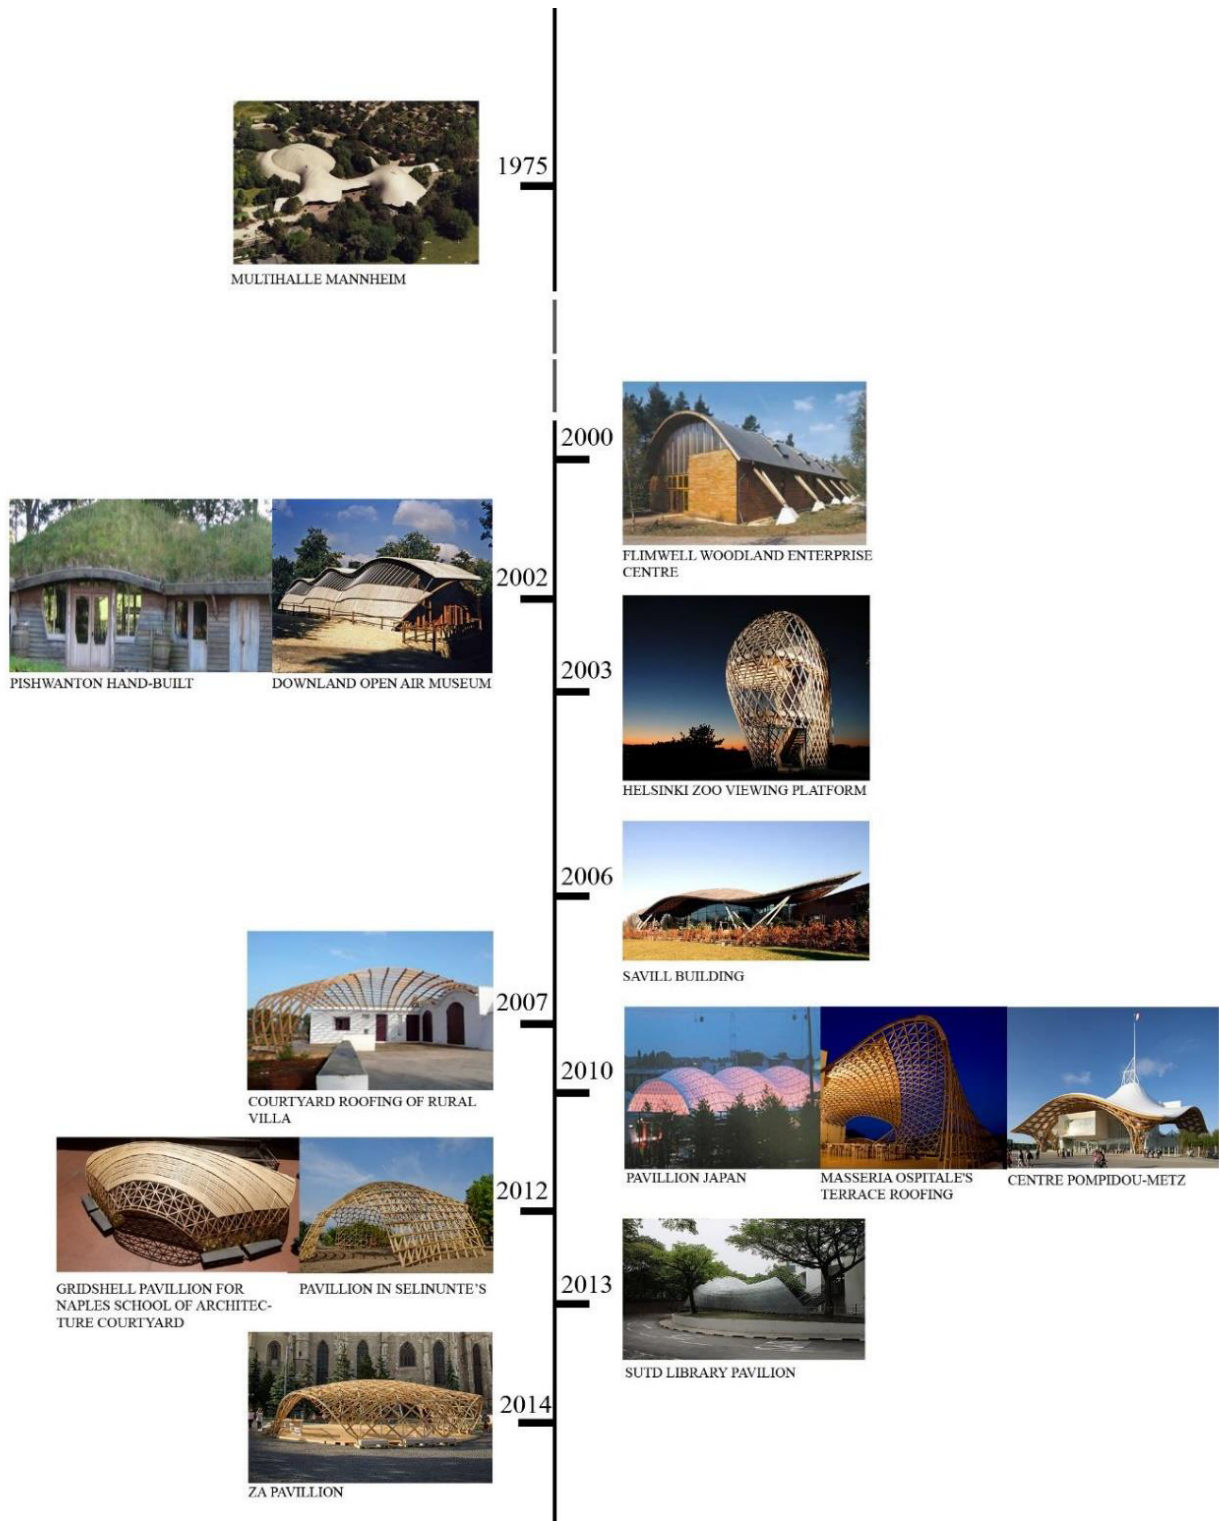 1975
MULTIHALLE MANNHEIM
2000
FLIMWELL WOODLAND ENTERPRISE
CENTRE
2002
PISHWANTON HAND-BUILT
DOWNLAND OPEN AIR MUSEUM
2003
HELSINKI ZOO VIEWING PLATFORM
2006
SAVILL BUILDING
2007
COURTYARD ROOFING OF RURAL
VILLA
2010
PAVILLION JAPAN
MASSERIA OSPITALE'S
TERRACE ROOFING
CENTRE POMPIDOU-METZ
2012
GRIDSHELL PAVILLION FOR
NAPLES SCHOOL OF ARCHITEC-
TURE COURTYARD
PAVILLION IN SELINUNTE’S
2013
SUTD LIBRARY PAVILION
2014
ZA PAVILLION